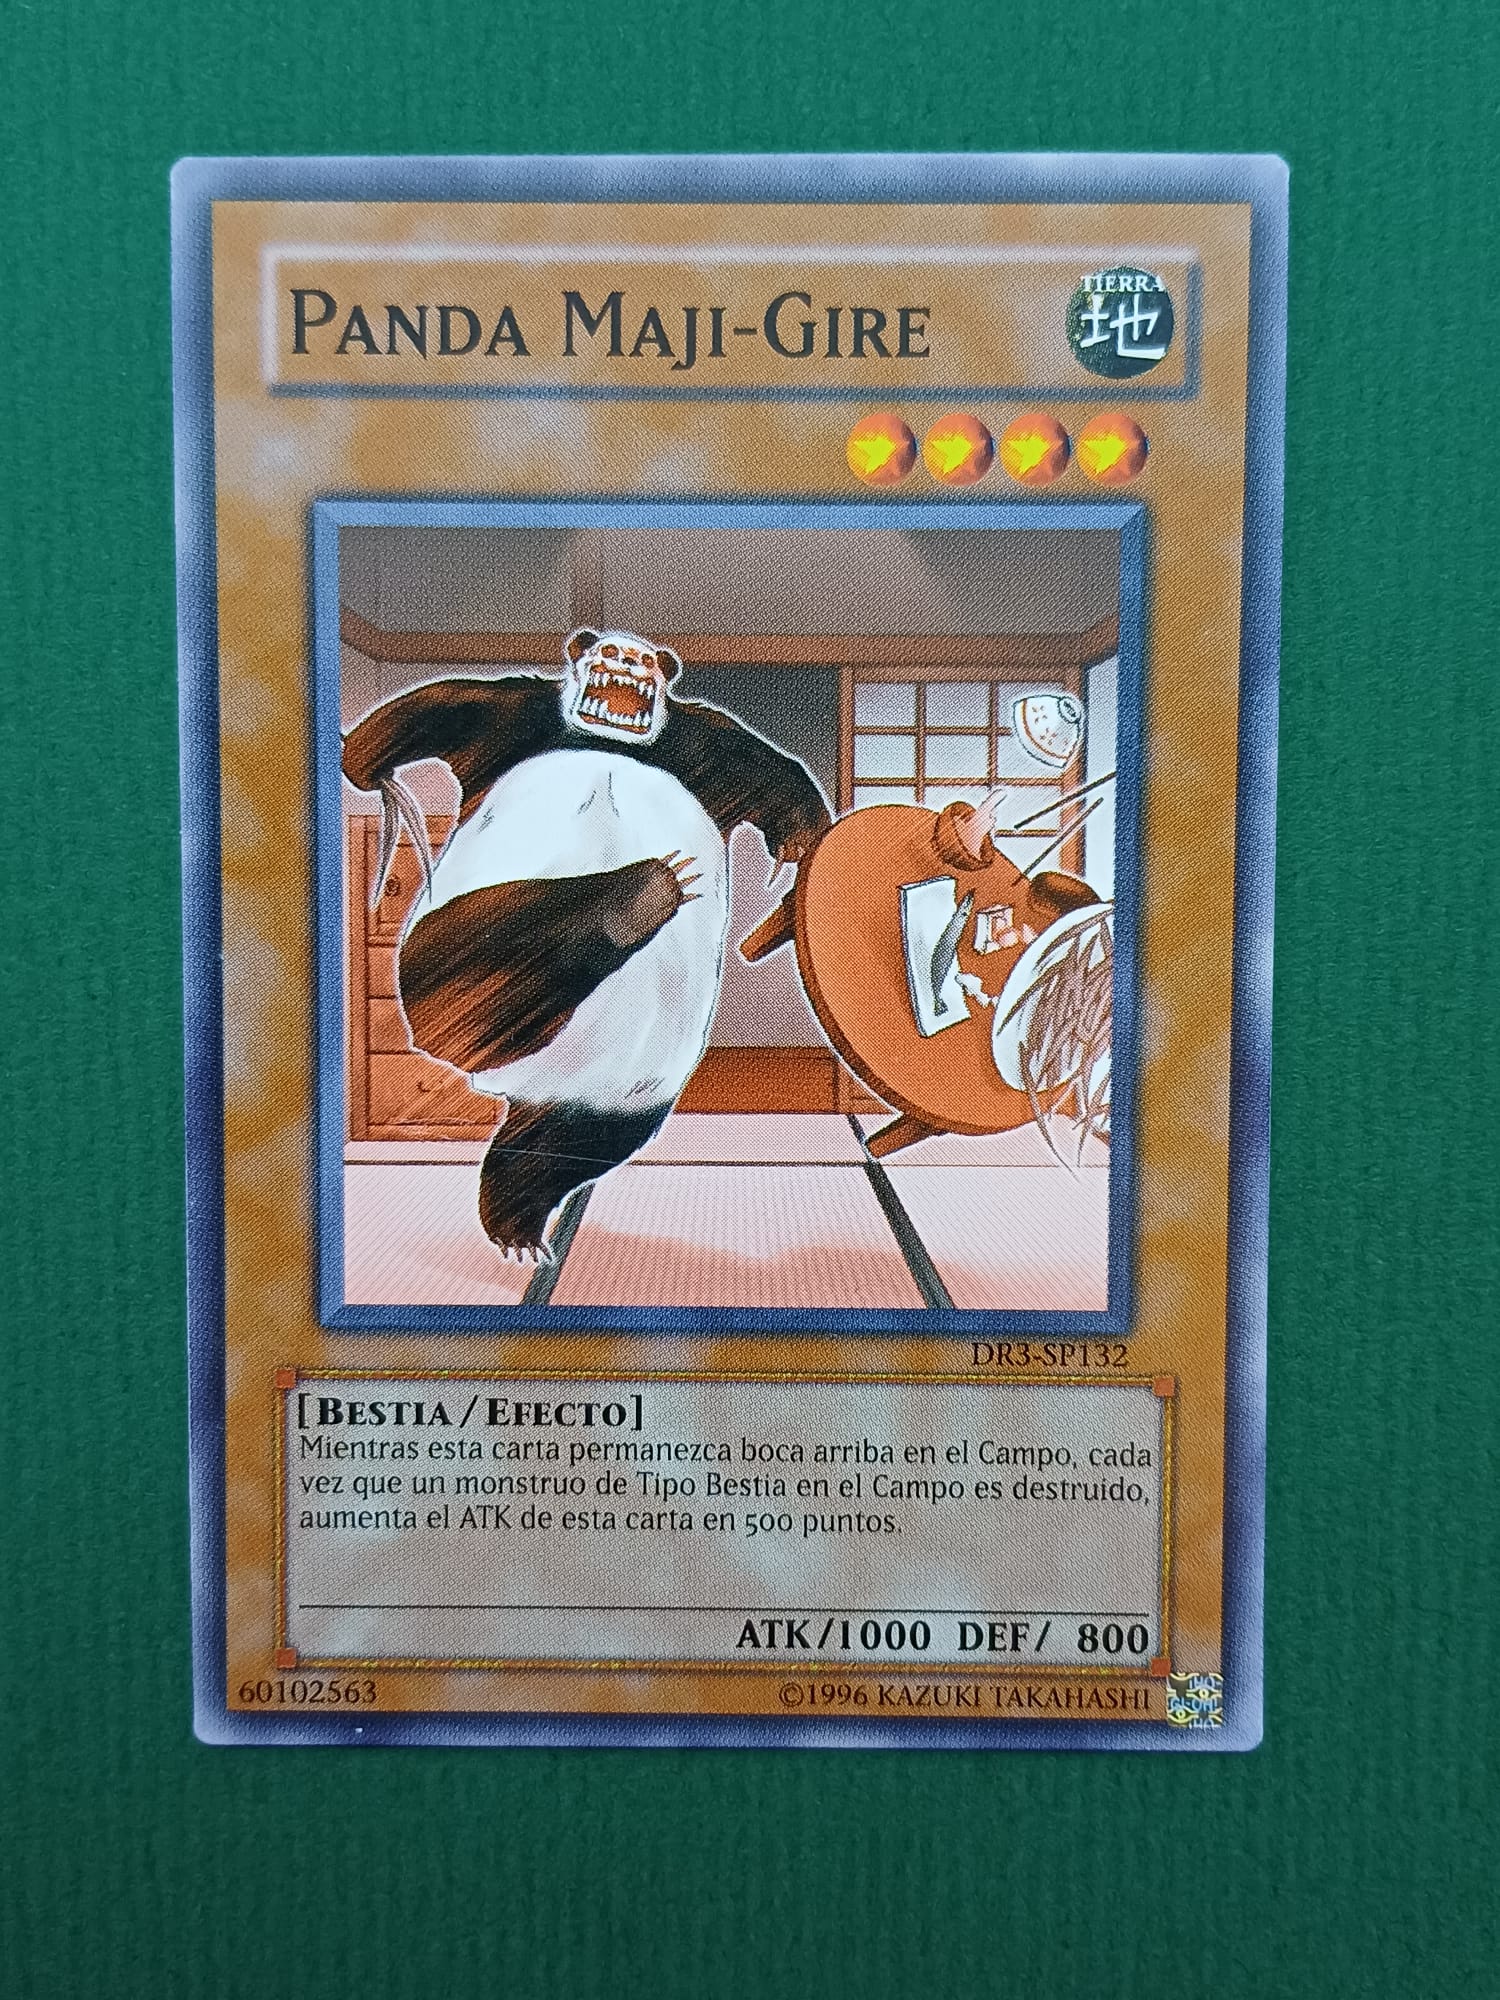 PANDA MAJI-GIRE
TIERRA
地
DR3-SP132
[BESTIA/EFECTO]
Mientras esta carta permanezca boca arriba en el Campo, cada
vez que un monstruo de Tipo Bestia en el Campo es destruido,
aumenta el ATK de esta carta en 500 puntos.
ATK/1000 DEF/ 800
60102563
©1996 KAZUKI TAKAHASHI